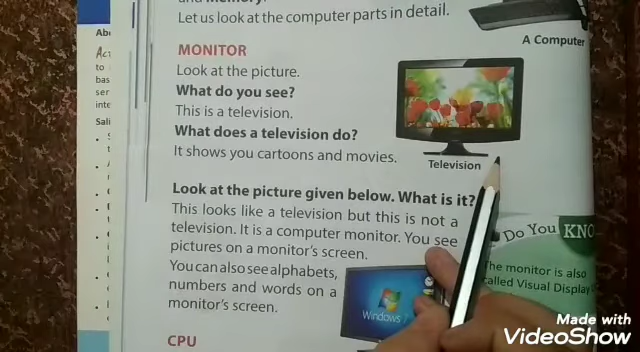 and Memory.
Let us look at the computer parts in detail.
A Computer
MONITOR
Look at the picture.
What do you see?
This is a television.
What does a television do?
It shows you cartoons and movies.
Television
Look at the picture given below. What is it?
This looks like a television but this is not a
television. It is a computer monitor. You see
pictures on a monitor's screen.
You can also see alphabets,
numbers and words on a
monitor's screen.
Windows
Do You KNO
The monitor is also
called Visual Display
CPU
Made with
VideoShow